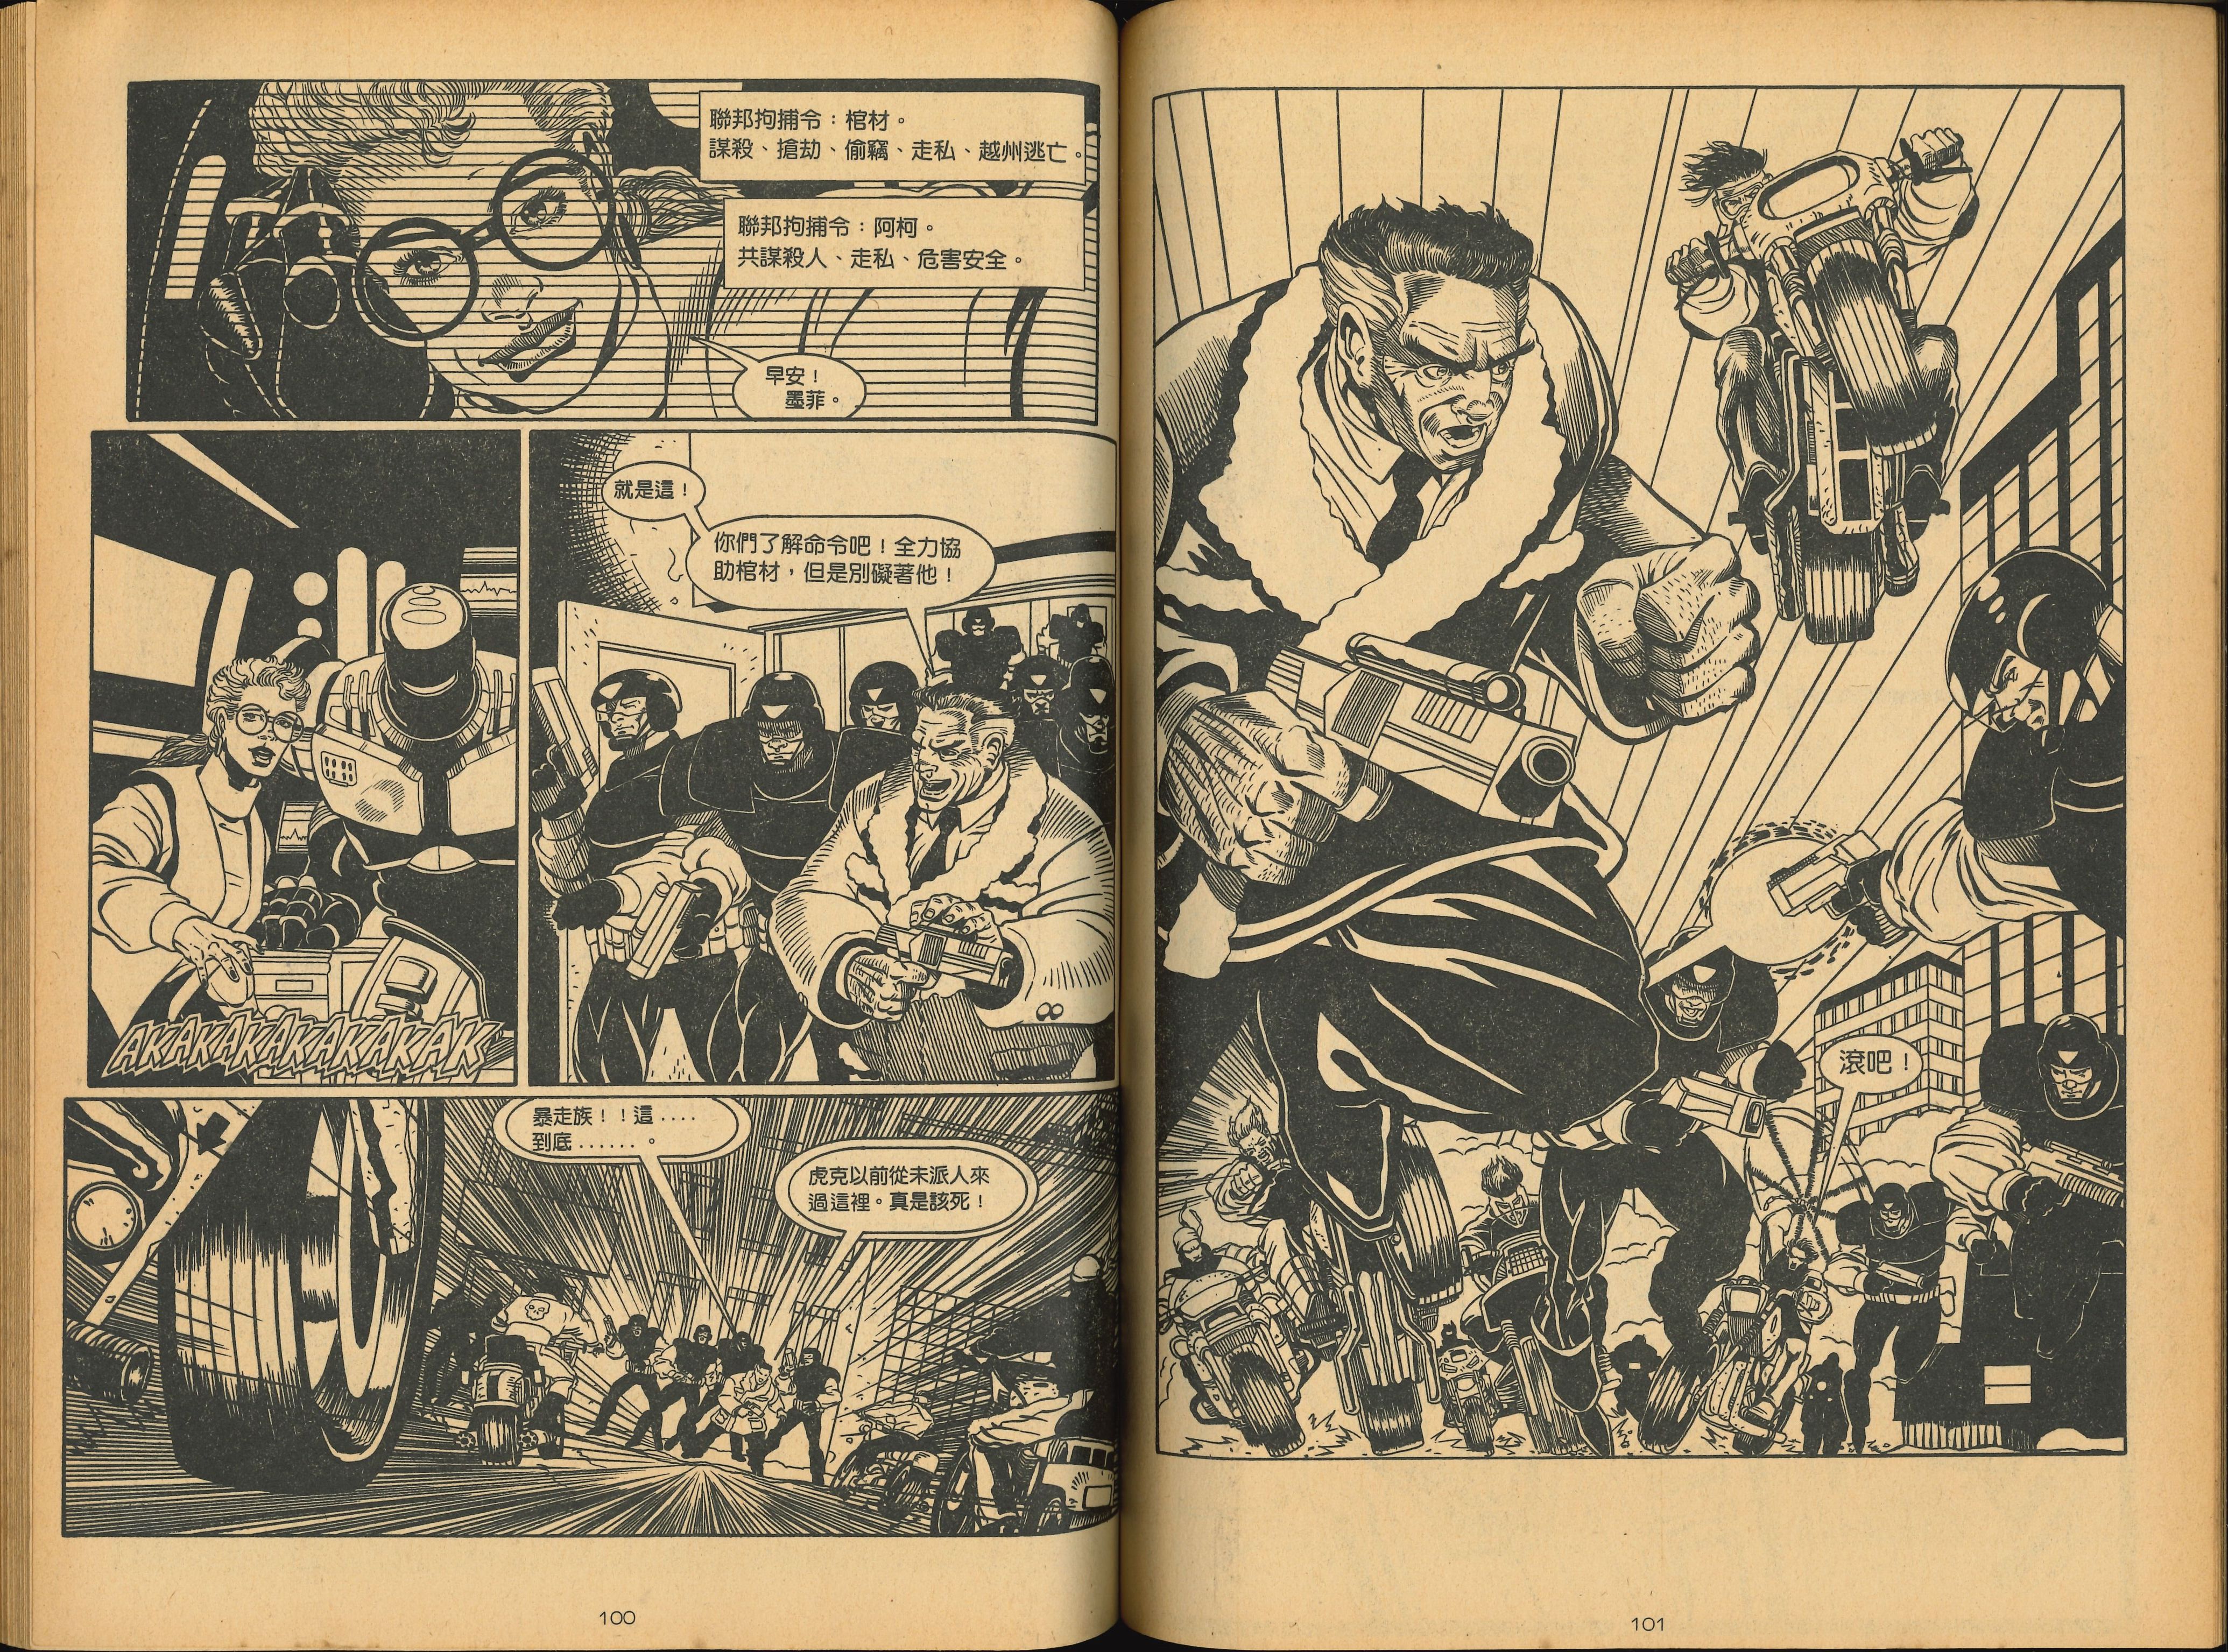 聯邦拘捕令：棺材。
謀殺、搶劫、偷竊、走私、越州逃亡。
聯邦拘捕令：阿柯。
共謀殺人、走私、危害安全。
早安！
墨菲。
AKAKAKAKAKAKAKAK
就是這！
你們了解命令吧！全力協
助棺材，但是別礙著他！
暴走族！！這....
到底......。
虎克以前從未派人來
過這裡。真是該死！
100
滾吧！
101